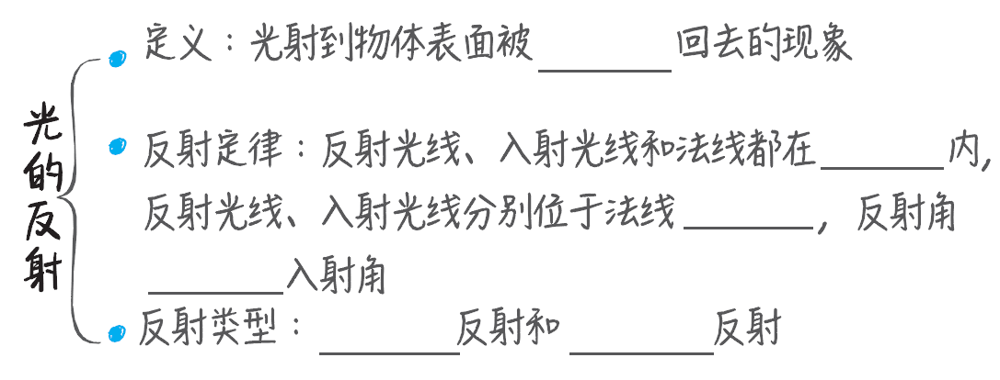 光的反射
定义：光射到物体表面被________回去的现象
反射定律：反射光线、入射光线和法线都在________内，
反射光线、入射光线分别位于法线________，反射角
________入射角
反射类型：________反射和________反射